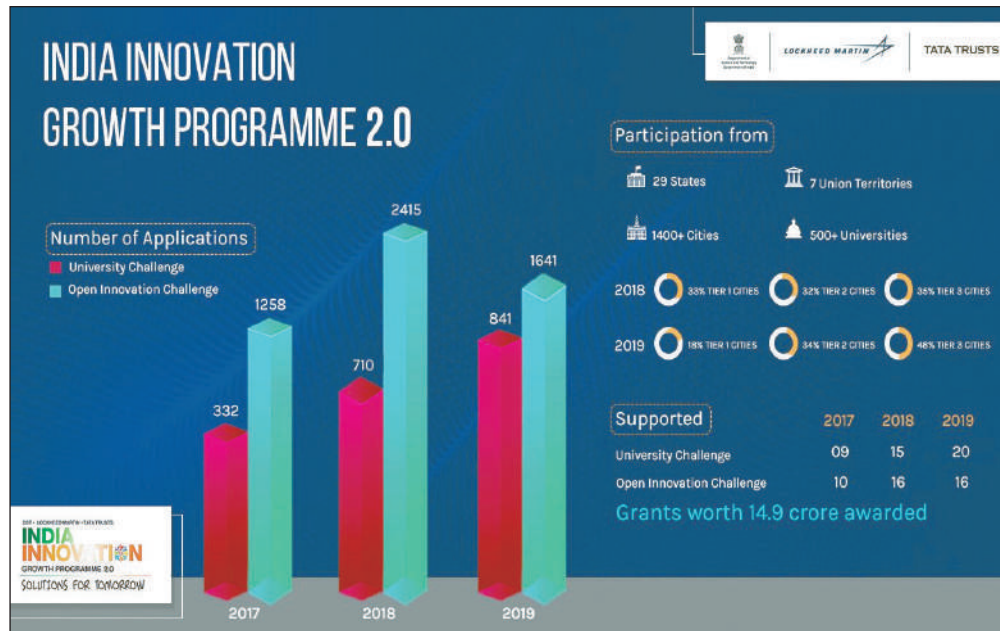 INDIA INNOVATION
GROWTH PROGRAMME 2.0
LOCKHEED MARTIN
TATA TRUSTS
Number of Applications
University Challenge
Open Innovation Challenge
332
1258
710
2415
841
1641
2017
2018
2019
Participation from
29 States
7 Union Territories
1400+ Cities
500+ Universities
2018 33% TIER 1 CITIES 32% TIER 2 CITIES 35% TIER 3 CITIES
2019 18% TIER 1 CITIES 34% TIER 2 CITIES 48% TIER 3 CITIES
Supported 2017 2018 2019
University Challenge 09 15 20
Open Innovation Challenge 10 16 16
Grants worth 14.9 crore awarded
INDIA
INNOVATION
GROWTH PROGRAMME 2.0
SOLUTIONS FOR TOMORROW